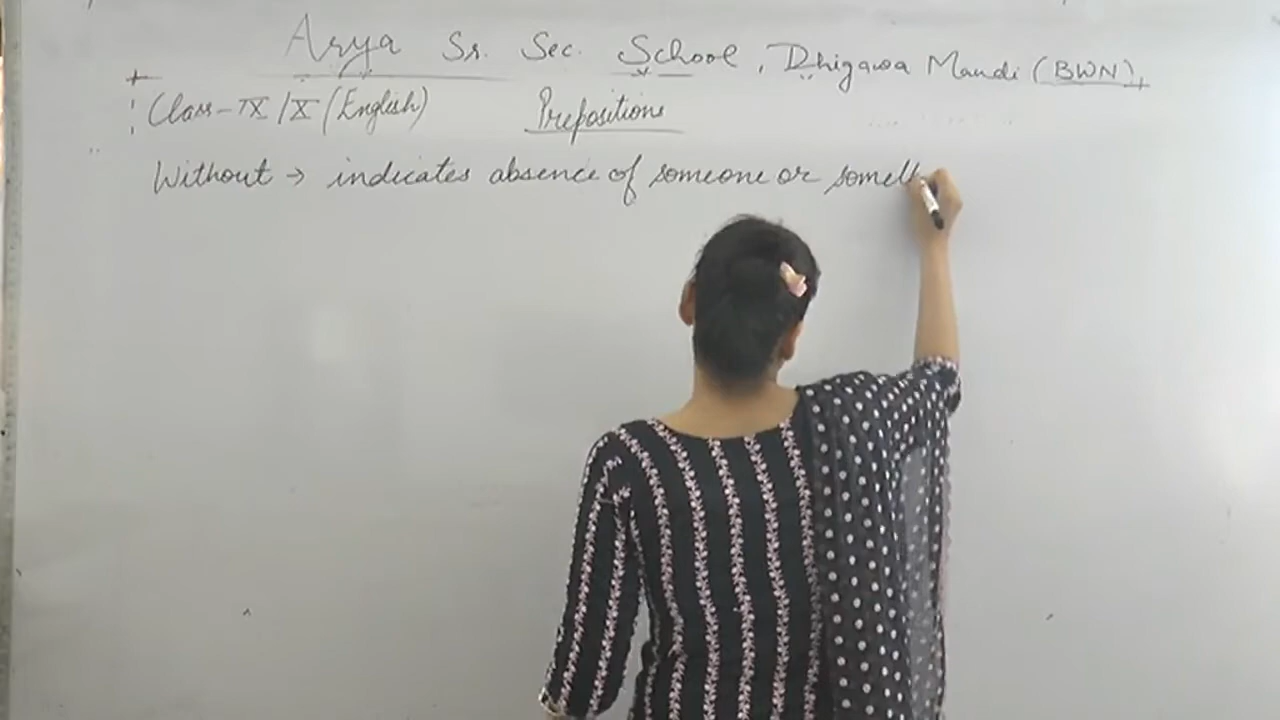 Arya Sr. Sec. School, Dhigawa Mandi (BWN)
Class-IX/X (English) Prepositions
Without → indicates absence of someone or someth